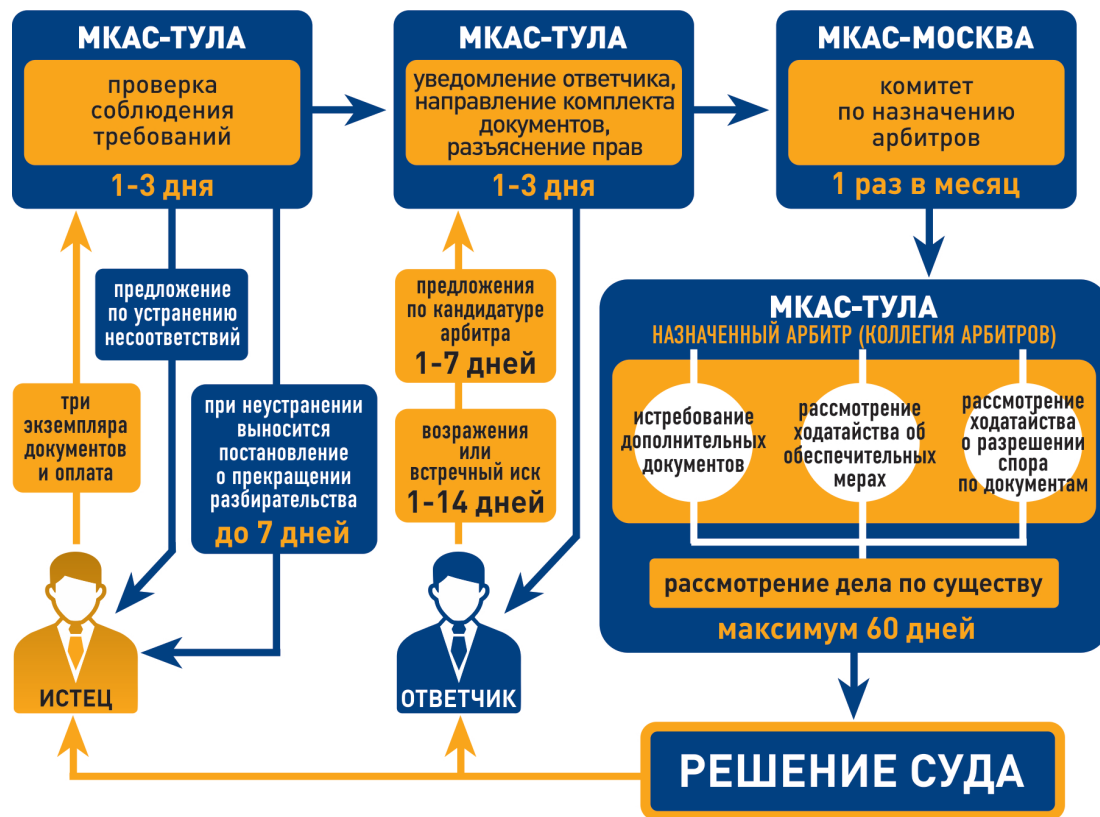 МКАС-ТУЛА
проверка
соблюдения
требований
1-3 дня
МКАС-ТУЛА
уведомление ответчика,
направление комплекта
документов,
разъяснение прав
1-3 дня
МКАС-МОСКВА
комитет
по назначению
арбитров
1 раз в месяц
предложение
по устранению
несоответствий
три
экземпляра
документов
и оплата
при неустранении
выносится
постановление
о прекращении
разбирательства
до 7 дней
предложения
по кандидатуре
арбитра
1-7 дней
возражения
или
встречный иск
1-14 дней
МКАС-ТУЛА
НАЗНАЧЕННЫЙ АРБИТР (КОЛЛЕГИЯ АРБИТРОВ)
истребование
дополнительных
документов
рассмотрение
ходатайства об
обеспечительных
мерах
рассмотрение
ходатайства
о разрешении
спора
по документам
рассмотрение дела по существу
максимум 60 дней
ИСТЕЦ
ОТВЕТЧИК
РЕШЕНИЕ СУДА